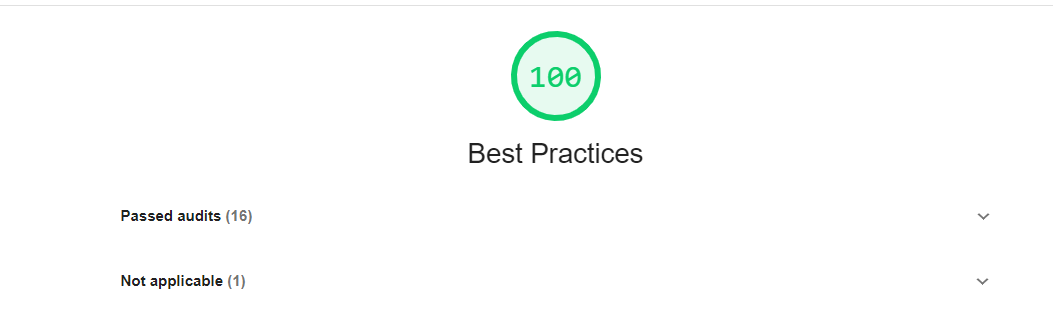 100
Best Practices
Passed audits (16)
Not applicable (1)